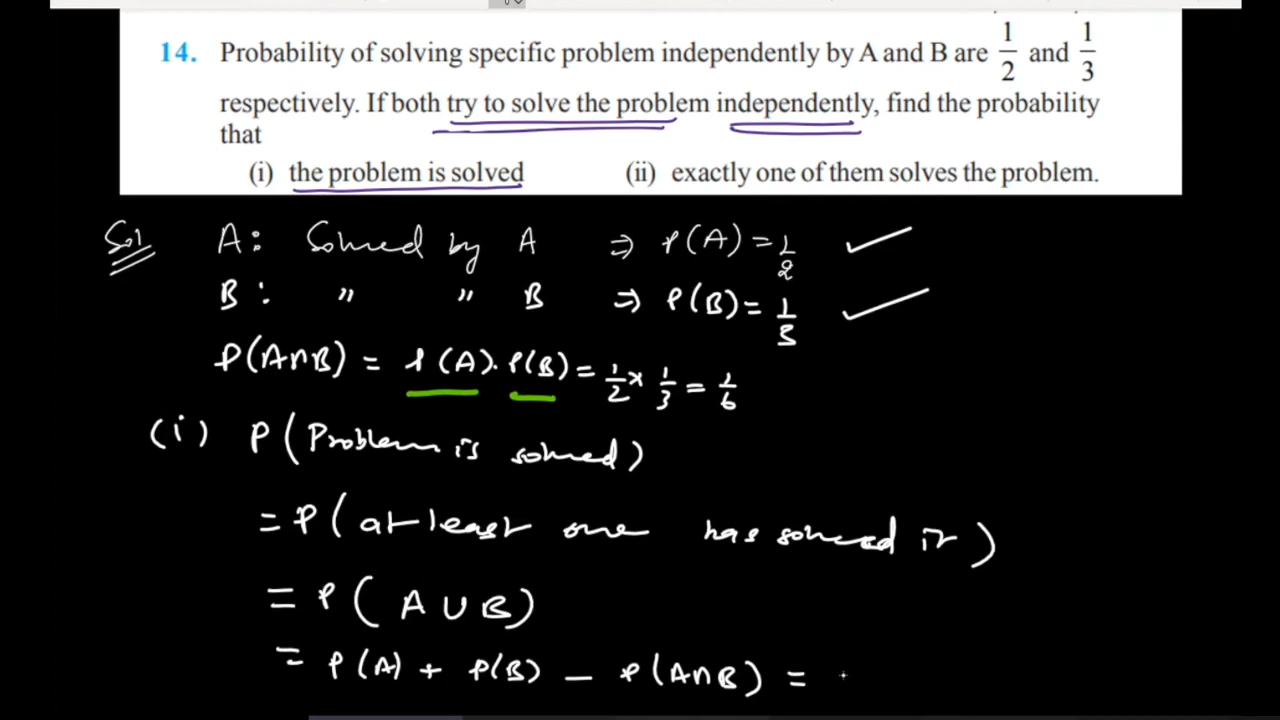 14. Probability of solving specific problem independently by A and B are 1/2 and 1/3
respectively. If both try to solve the problem independently, find the probability
that
(i) the problem is solved (ii) exactly one of them solves the problem.
Sol A: Solved by A ⇒ P(A) = 1/2
B: " " B ⇒ P(B) = 1/3
P(A∩B) = P(A). P(B) = 1/2 × 1/3 = 1/6
(i) P(Problem is solved)
= P(at least one has solved it)
= P(A ∪ B)
= P(A) + P(B) − P(A∩B) =